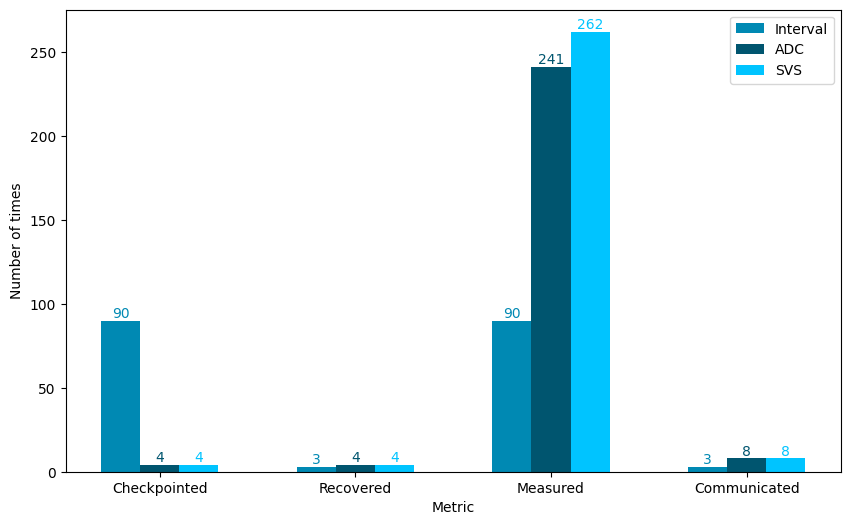 Number of times
250
200
150
100
50
0
90
4
4
3
4
4
90
241
262
3
8
8
Checkpointed
Recovered
Measured
Communicated
Metric
Interval
ADC
SVS